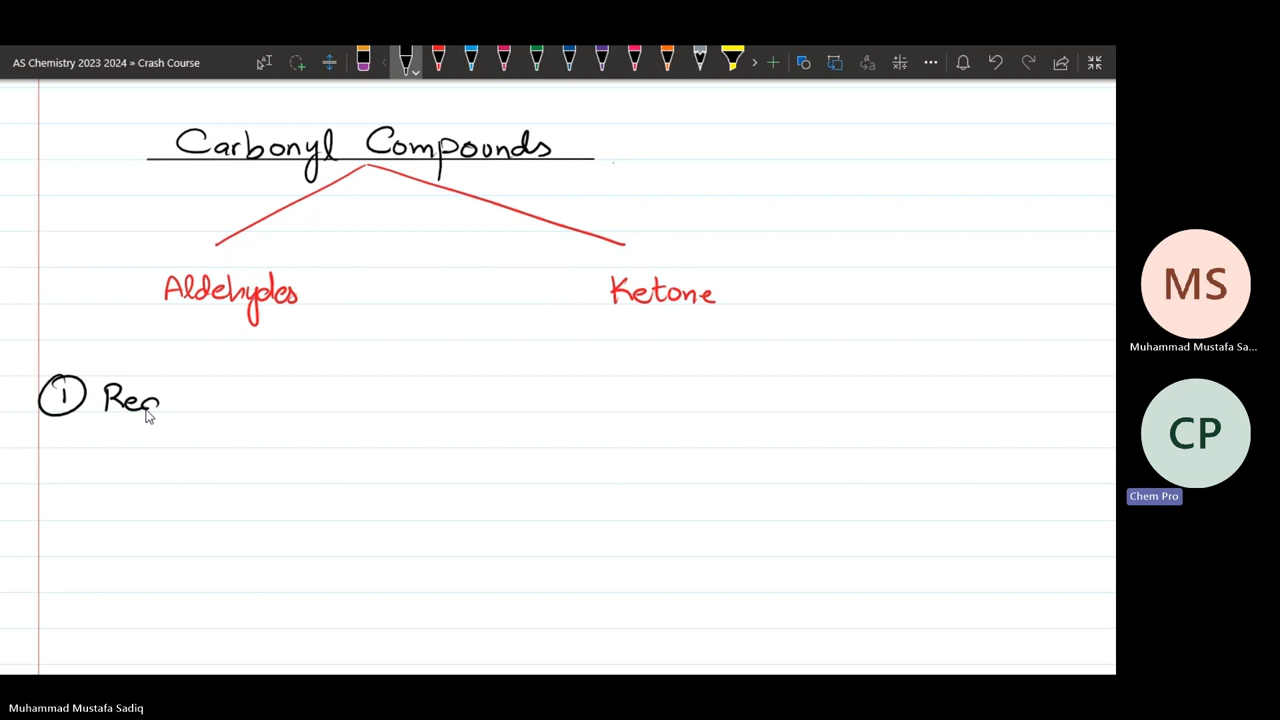 AS Chemistry 2023 2024 » Crash Course
Carbonyl Compounds
Aldehydes Ketone
① Rec
MS
Muhammad Mustafa Sa...
CP
Chem Pro
Muhammad Mustafa Sadiq